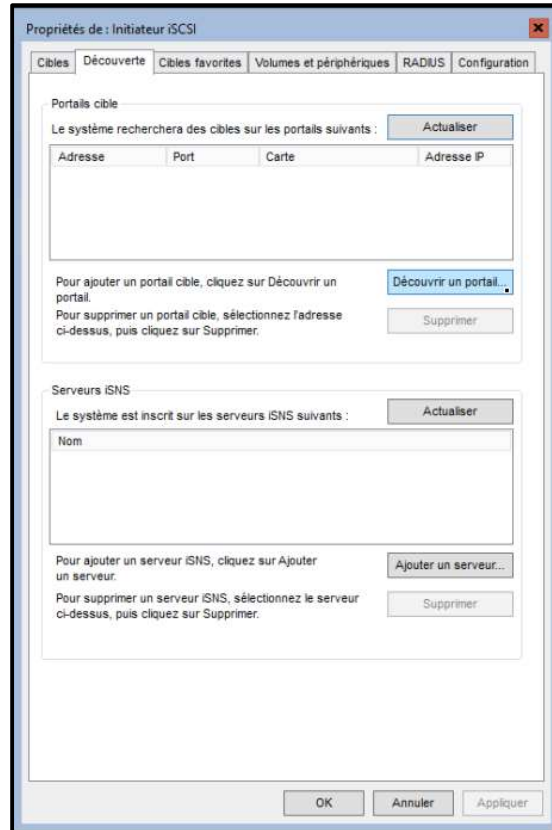 Propriétés de : Initiateur iSCSI
Cibles Découverte Cibles favorites Volumes et périphériques RADIUS Configuration
Portails cible
Le système recherchera des cibles sur les portails suivants : Actualiser
Adresse Port Carte Adresse IP
Pour ajouter un portail cible, cliquez sur Découvrir un
portail.
Découvrir un portail...
Pour supprimer un portail cible, sélectionnez l'adresse
ci-dessus, puis cliquez sur Supprimer.
Supprimer
Serveurs iSNS
Le système est inscrit sur les serveurs iSNS suivants : Actualiser
Nom
Pour ajouter un serveur iSNS, cliquez sur Ajouter
un serveur.
Ajouter un serveur...
Pour supprimer un serveur iSNS, sélectionnez le serveur
ci-dessus, puis cliquez sur Supprimer.
Supprimer
OK Annuler Appliquer